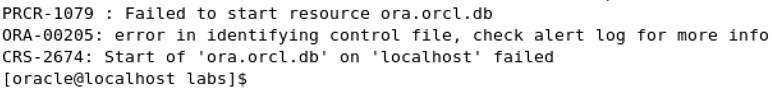 PRCR-1079 : Failed to start resource ora.orcl.db
ORA-00205: error in identifying control file, check alert log for more info
CRS-2674: Start of 'ora.orcl.db' on 'localhost' failed
[oracle@localhost labs]$